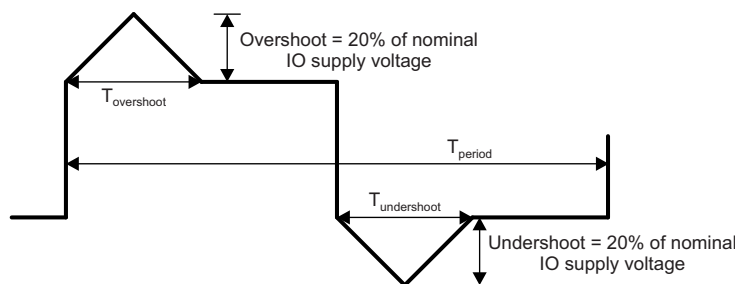 Overshoot = 20% of nominal
IO supply voltage
Tovershoot
Tperiod
Tundershoot
Undershoot = 20% of nominal
IO supply voltage